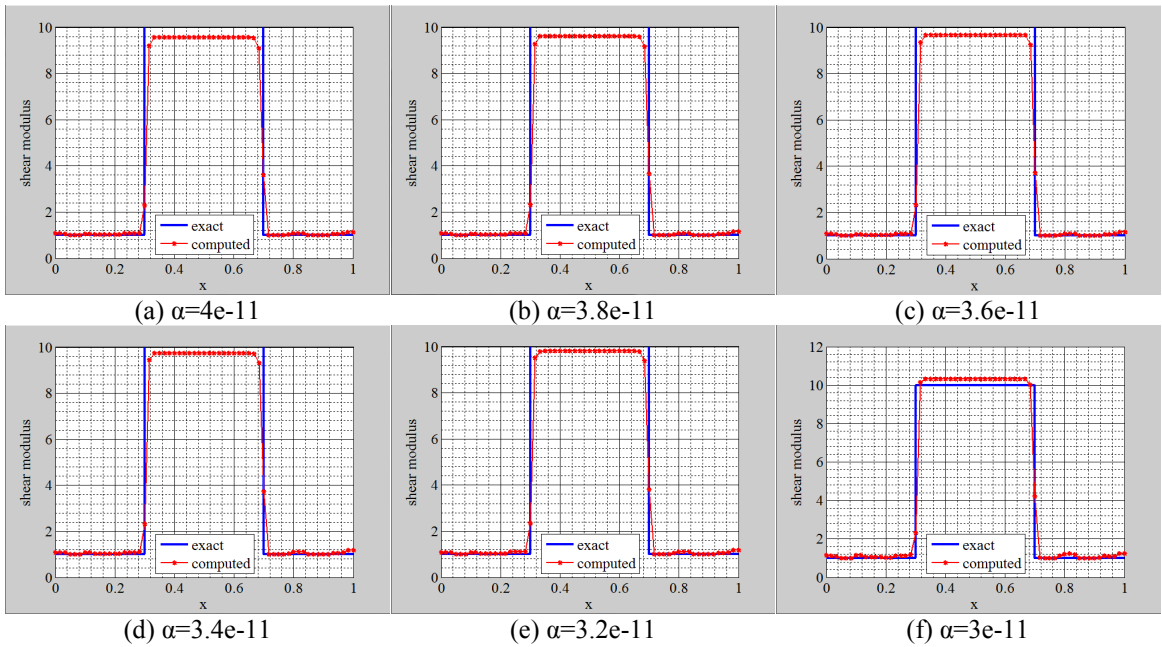 10
8
6
4
2
0
shear modulus
exact
computed
0
0.2
0.4
0.6
0.8
1
x
(a) α=4e-11
10
8
6
4
2
0
shear modulus
exact
computed
0
0.2
0.4
0.6
0.8
1
x
(b) α=3.8e-11
10
8
6
4
2
0
shear modulus
exact
computed
0
0.2
0.4
0.6
0.8
1
x
(c) α=3.6e-11
10
8
6
4
2
0
shear modulus
exact
computed
0
0.2
0.4
0.6
0.8
1
x
(d) α=3.4e-11
10
8
6
4
2
0
shear modulus
exact
computed
0
0.2
0.4
0.6
0.8
1
x
(e) α=3.2e-11
12
10
8
6
4
2
0
shear modulus
exact
computed
0
0.2
0.4
0.6
0.8
1
x
(f) α=3e-11